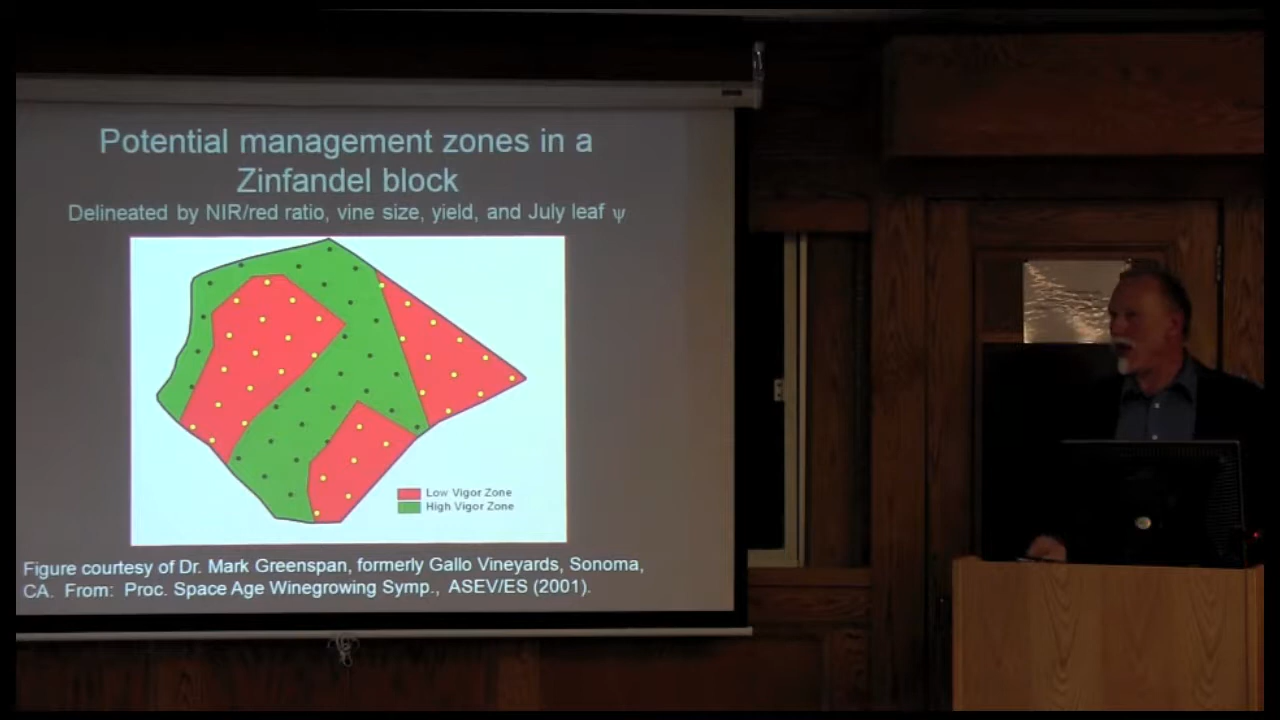 Potential management zones in a
Zinfandel block
Delineated by NIR/red ratio, vine size, yield, and July leaf ψ
Low Vigor Zone
High Vigor Zone
Figure courtesy of Dr. Mark Greenspan, formerly Gallo Vineyards, Sonoma,
CA. From: Proc. Space Age Winegrowing Symp., ASEV/ES (2001).